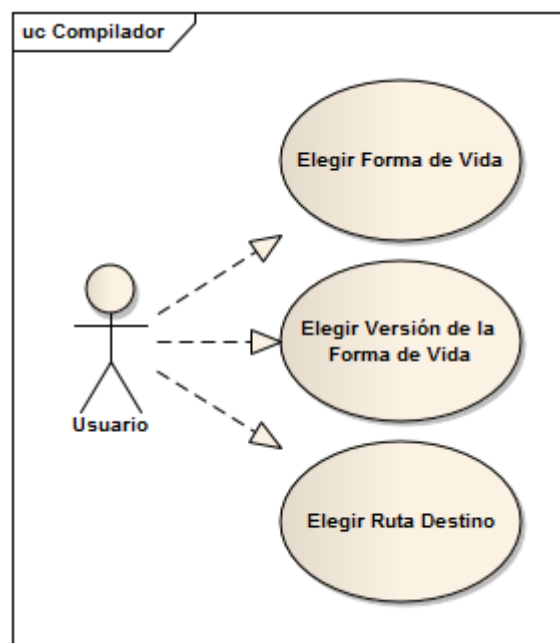 uc Compilador
Elegir Forma de Vida
Elegir Versión de la
Forma de Vida
Usuario
Elegir Ruta Destino